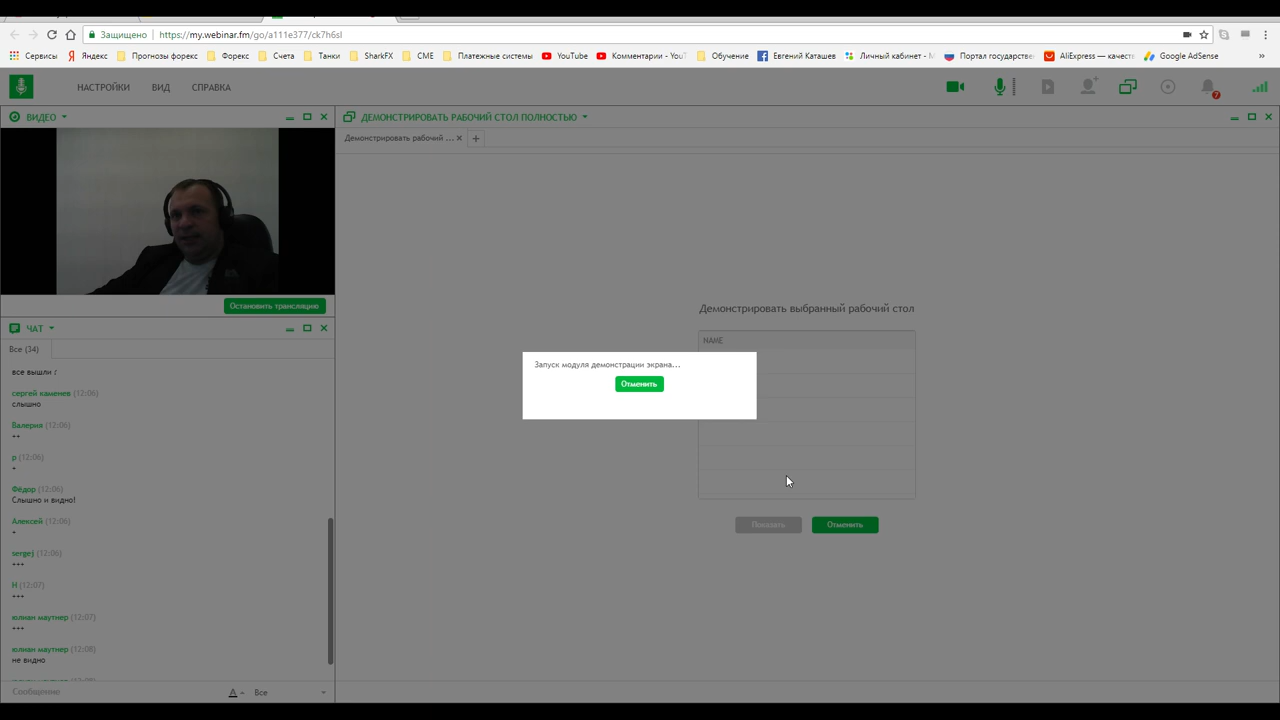 Защищено
https://my.webinar.fm/go/a111e377/ck7h6sl
Сервисы
Яндекс
Прогнозы форекс
Форекс
Счета
Танки
SharkFX
CME
Платежные системы
YouTube
Комментарии - YouT
Обучение
Евгений Каташев
Личный кабинет - М
Портал государстве
AliExpress — качесть
Google AdSense
»
НАСТРОЙКИ
ВИД
СПРАВКА
7
ВИДЕО
ДЕМОНСТРИРОВАТЬ РАБОЧИЙ СТОЛ ПОЛНОСТЬЮ
Демонстрировать рабочий ...
Остановить трансляцию
ЧАТ
Все (34)
все вышли :
сергей каменев (12:06)
слышно
Валерия (12:06)
++
р (12:06)
+
Фёдор (12:06)
Слышно и видно!
Алексей (12:06)
+
sergej (12:06)
+++
Н (12:07)
+++
юлиан маутнер (12:07)
+++
юлиан маутнер (12:08)
не видно
Сообщение
A
Все
Демонстрировать выбранный рабочий стол
NAME
Запуск модуля демонстрации экрана...
Отменить
Показать
Отменить